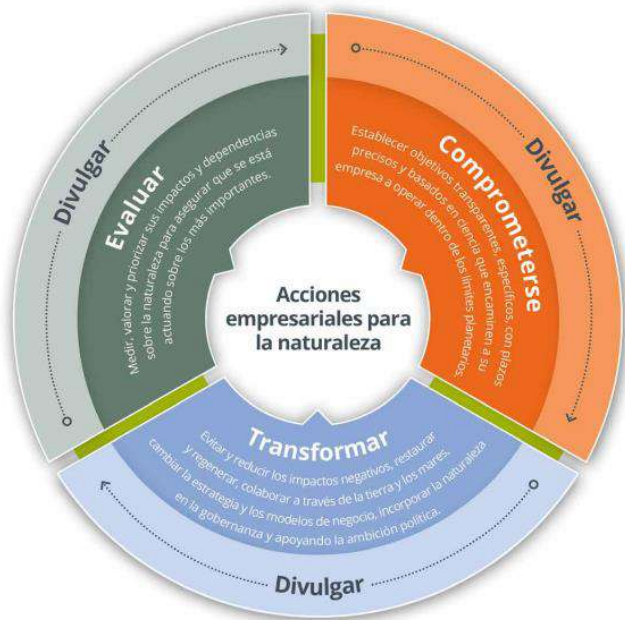 Divulgar
Evaluar
Medir, valorar y priorizar sus impactos y dependencias
sobre la naturaleza para asegurar que se está
actuando sobre los más importantes.
Divulgar
Comprometerse
Establecer objetivos transparentes, específicos, con plazos
precisos y basados en ciencia que encaminen a su
empresa a operar dentro de los límites planetarios.
Acciones
empresariales para
la naturaleza
Transformar
Evitar y reducir los impactos negativos, restaurar
y regenerar, colaborar a través de la tierra y los mares,
cambiar la estrategia y los modelos de negocio, incorporar la naturaleza
en la gobernanza y apoyando la ambición política.
Divulgar